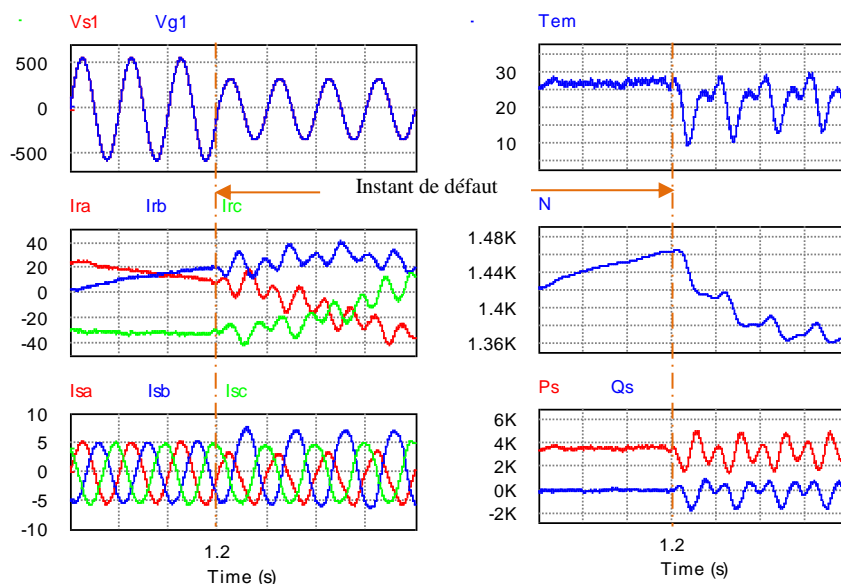 Vs1 Vg1
500
0
-500
Tem
30
20
10
Instant de défaut
Ira Irb Irc
40
20
0
-20
-40
N
1.48K
1.44K
1.4K
1.36K
Isa Isb Isc
10
5
0
-5
-10
1.2
Time (s)
Ps Qs
6K
4K
2K
0K
-2K
1.2
Time (s)